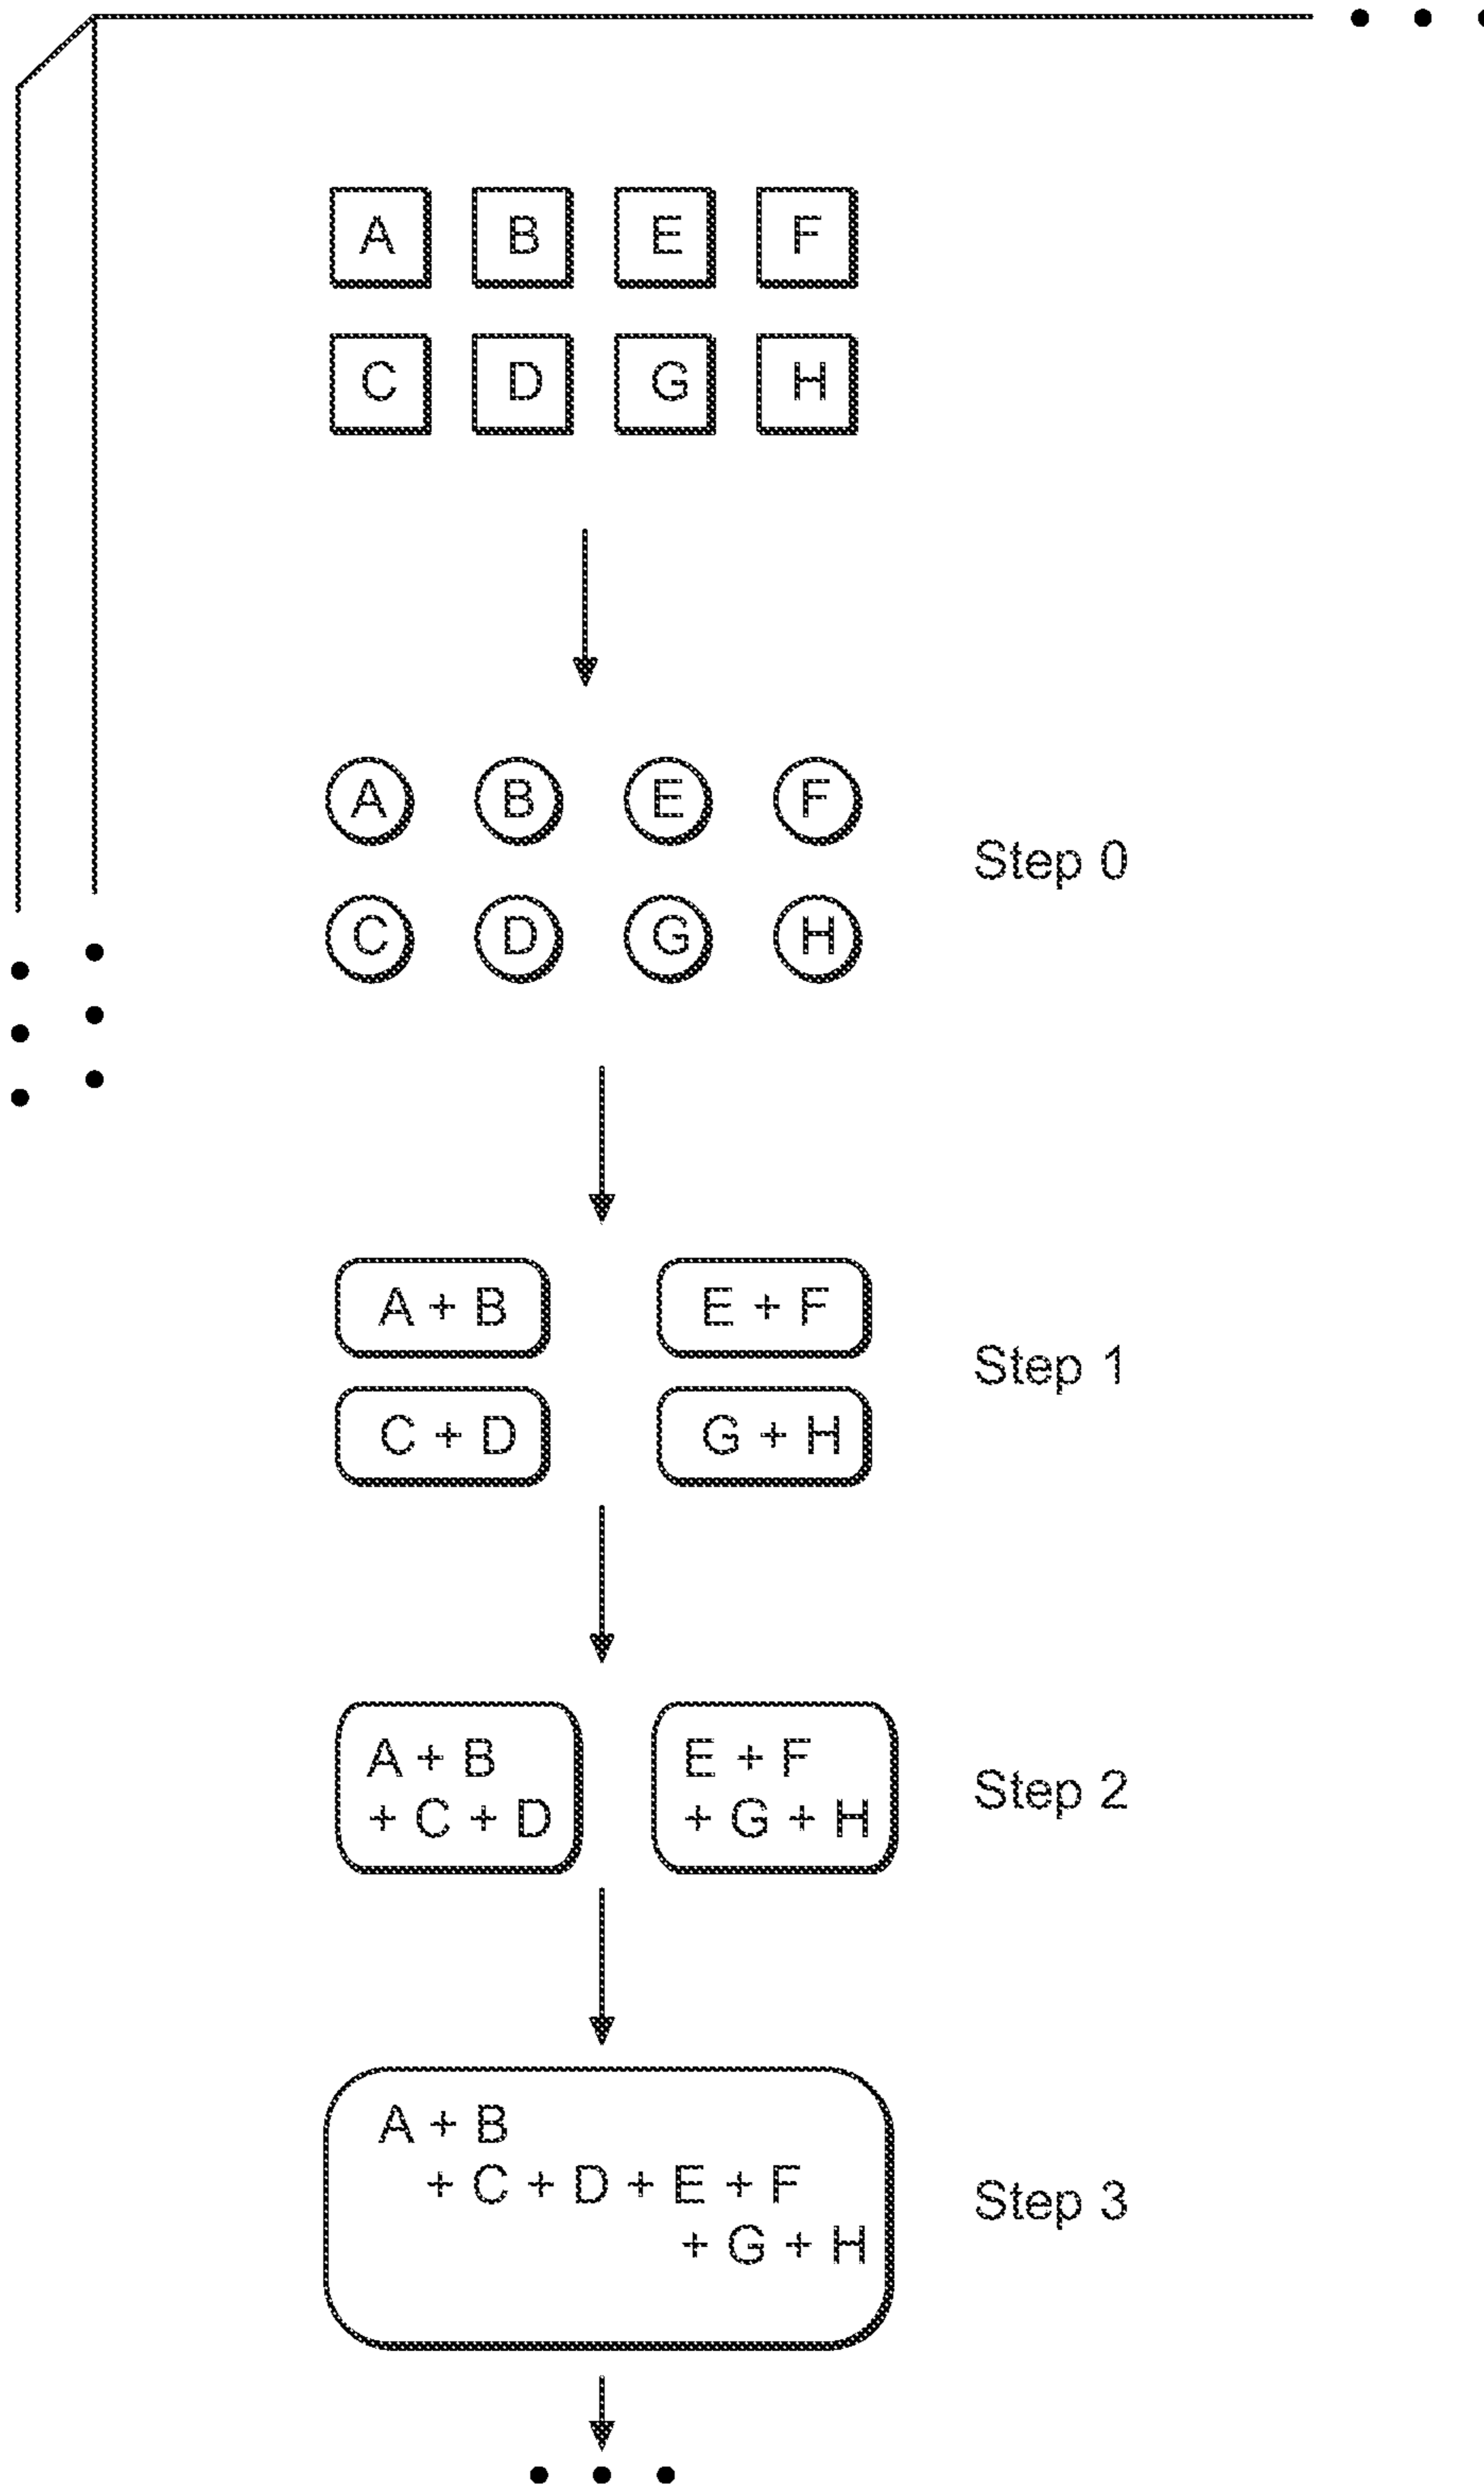 A B E F
C D G H
A B E F
Step 0
C D G H
A + B E + F
Step 1
C + D G + H
A + B E + F
Step 2
+ C + D + G + H
A + B
+ C + D + E + F
Step 3
+ G + H